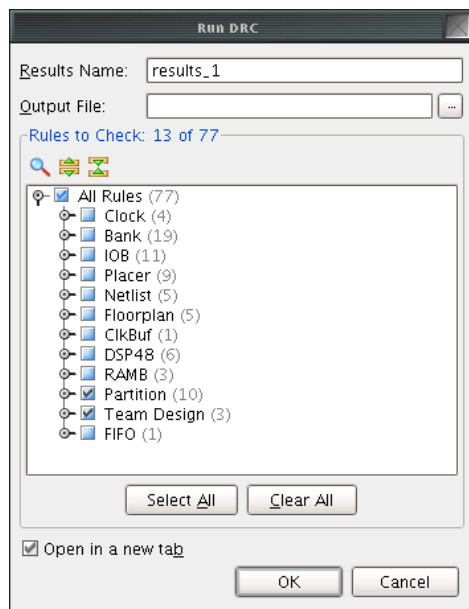 Run DRC
Results Name: results_1
Output File: ...
Rules to Check: 13 of 77
All Rules (77)
Clock (4)
Bank (19)
IOB (11)
Placer (9)
Netlist (5)
Floorplan (5)
ClkBuf (1)
DSP48 (6)
RAMB (3)
Partition (10)
Team Design (3)
FIFO (1)
Select All Clear All
Open in a new tab
OK Cancel